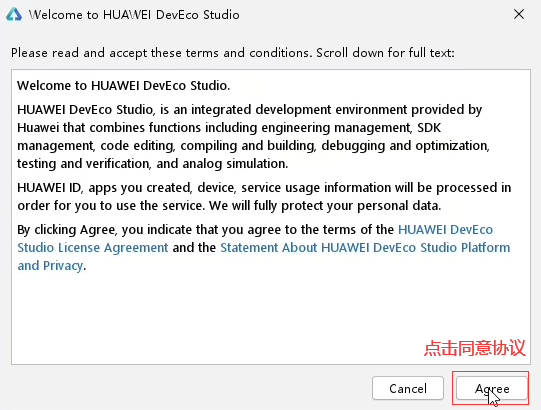 Welcome to HUAWEI DevEco Studio
Please read and accept these terms and conditions. Scroll down for full text:
Welcome to HUAWEI DevEco Studio.
HUAWEI DevEco Studio, is an integrated development environment provided by
Huawei that combines functions including engineering management, SDK
management, code editing, compiling and building, debugging and optimization,
testing and verification, and analog simulation.
HUAWEI ID, apps you created, device, service usage information will be processed in
order for you to use the service. We will fully protect your personal data.
By clicking Agree, you indicate that you agree to the terms of the HUAWEI DevEco
Studio License Agreement and the Statement About HUAWEI DevEco Studio Platform
and Privacy.
点击同意协议
Cancel
Agree